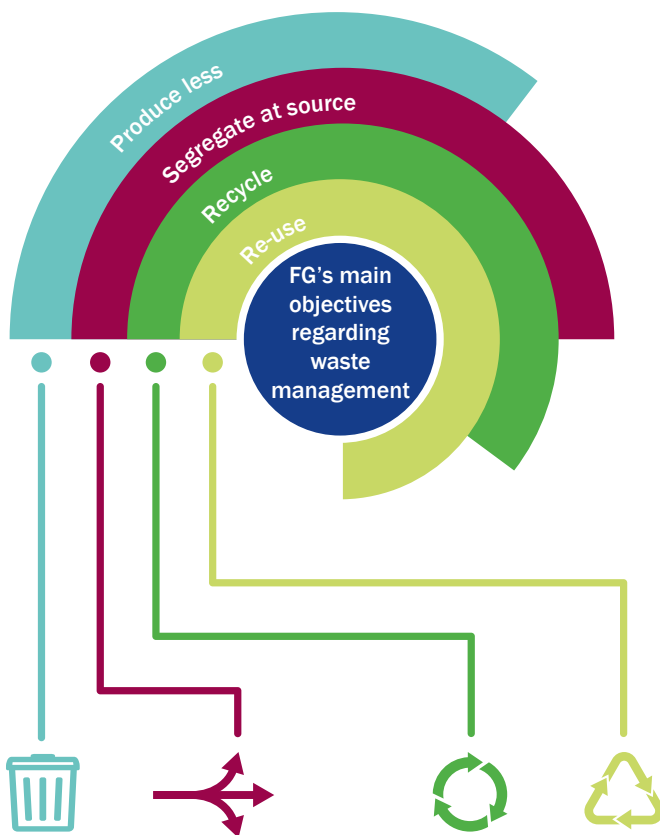 Produce less
Segregate at source
Recycle
Re-use
FG's main
objectives
regarding
waste
management